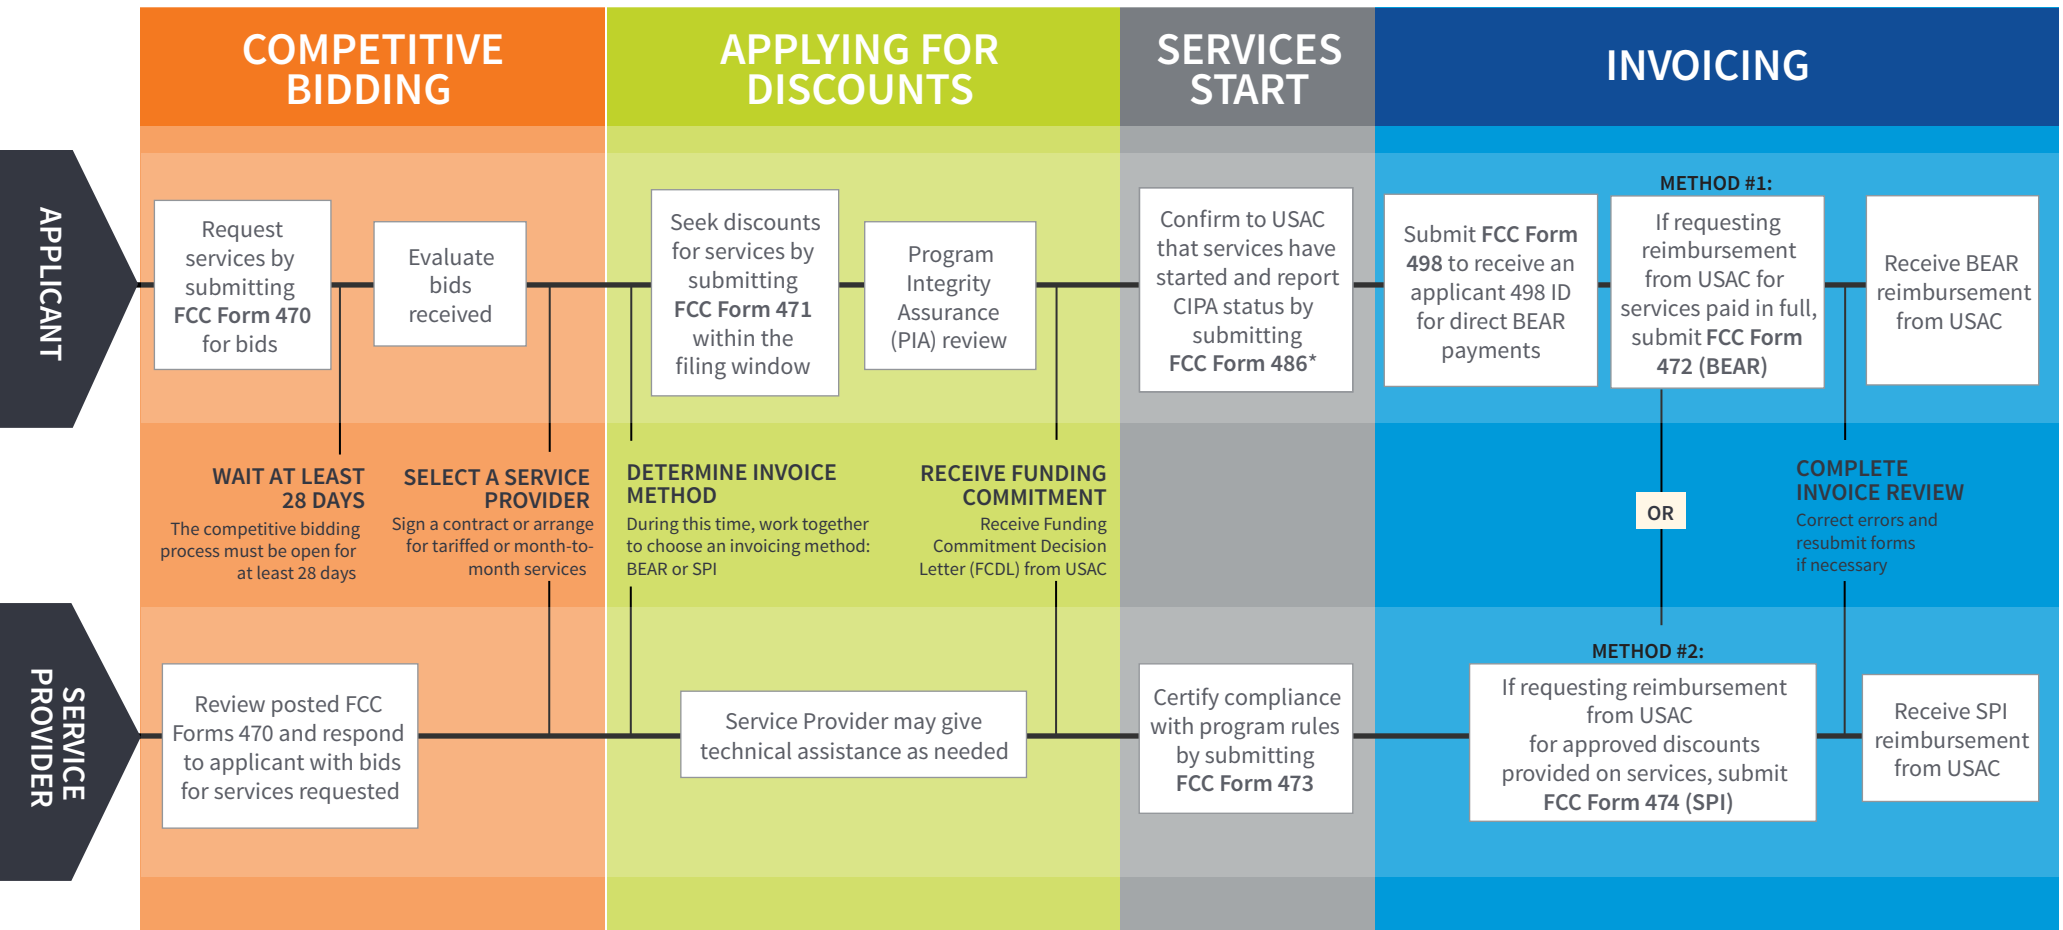 COMPETITIVE
BIDDING
APPLYING FOR
DISCOUNTS
SERVICES
START
INVOICING
APPLICANT
Request
services by
submitting
FCC Form 470
for bids
Evaluate
bids
received
Seek discounts
for services by
submitting
FCC Form 471
within the
filing window
Program
Integrity
Assurance
(PIA) review
Confirm to USAC
that services have
started and report
CIPA status by
submitting
FCC Form 486*
Submit FCC Form
498 to receive an
applicant 498 ID
for direct BEAR
payments
METHOD #1:
If requesting
reimbursement
from USAC for
services paid in full,
submit FCC Form
472 (BEAR)
Receive BEAR
reimbursement
from USAC
WAIT AT LEAST
28 DAYS
The competitive bidding
process must be open for
at least 28 days
SELECT A SERVICE
PROVIDER
Sign a contract or arrange
for tariffed or month-to-
month services
DETERMINE INVOICE
METHOD
During this time, work together
to choose an invoicing method:
BEAR or SPI
RECEIVE FUNDING
COMMITMENT
Receive Funding
Commitment Decision
Letter (FCDL) from USAC
OR
COMPLETE
INVOICE REVIEW
Correct errors and
resubmit forms
if necessary
SERVICE
PROVIDER
Review posted FCC
Forms 470 and respond
to applicant with bids
for services requested
Service Provider may give
technical assistance as needed
Certify compliance
with program rules
by submitting
FCC Form 473
METHOD #2:
If requesting reimbursement
from USAC
for approved discounts
provided on services, submit
FCC Form 474 (SPI)
Receive SPI
reimbursement
from USAC